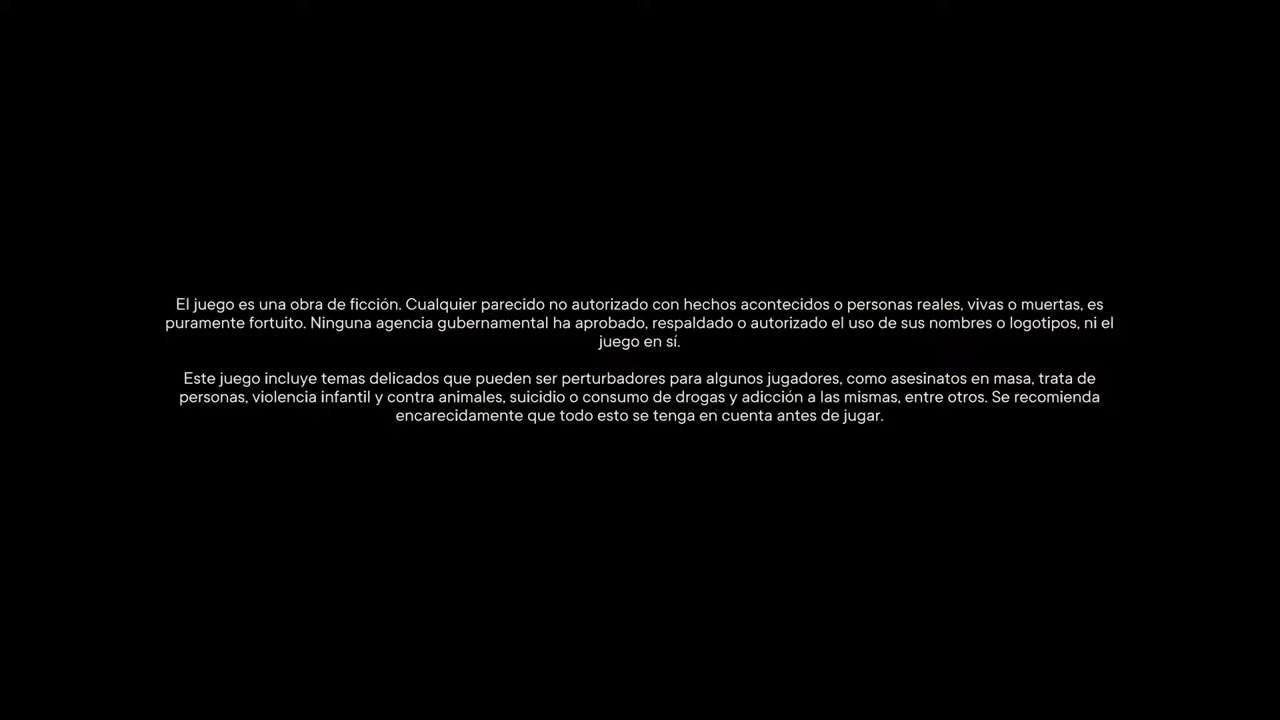 El juego es una obra de ficción. Cualquier parecido no autorizado con hechos acontecidos o personas reales, vivas o muertas, es
puramente fortuito. Ninguna agencia gubernamental ha aprobado, respaldado o autorizado el uso de sus nombres o logotipos, ni el
juego en sí.
Este juego incluye temas delicados que pueden ser perturbadores para algunos jugadores, como asesinatos en masa, trata de
personas, violencia infantil y contra animales, suicidio o consumo de drogas y adicción a las mismas, entre otros. Se recomienda
encarecidamente que todo esto se tenga en cuenta antes de jugar.